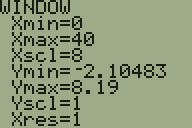 WINDOW
Xmin=0
Xmax=40
Xscl=8
Ymin=-2.10483
Ymax=8.19
Yscl=1
Xres=1